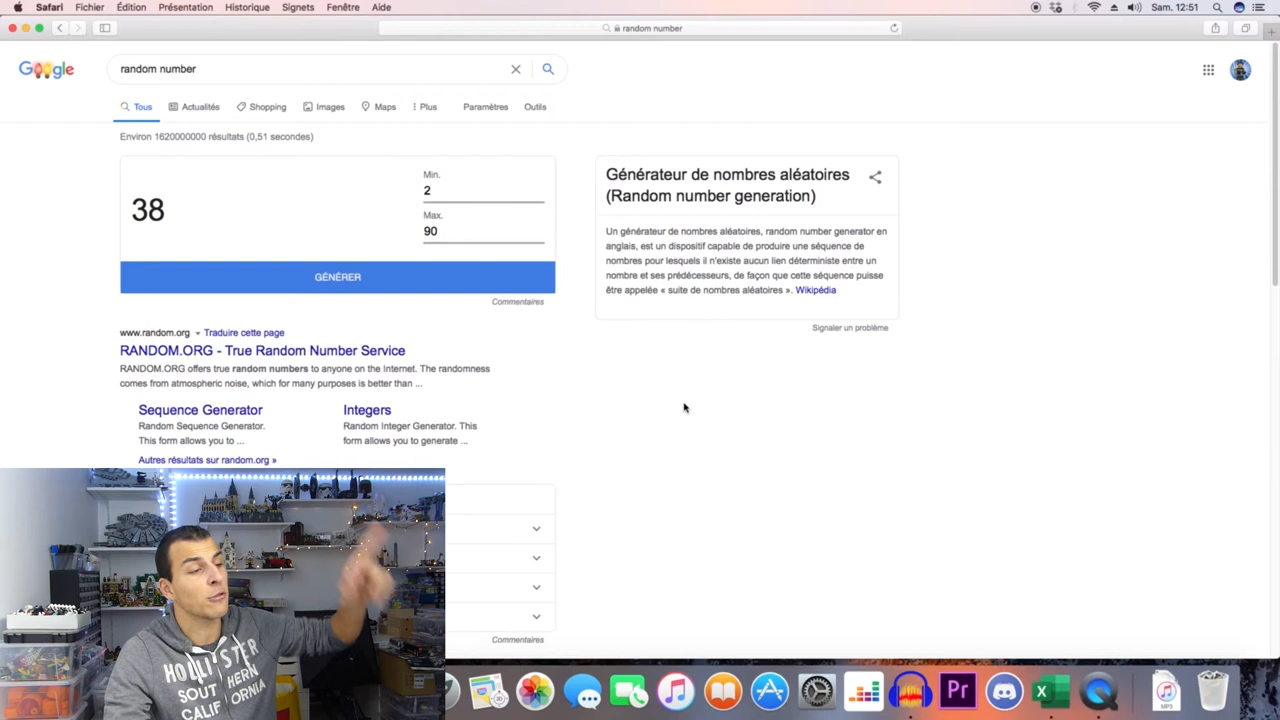 Safari Fichier Édition Présentation Historique Signets Fenêtre Aide Sam. 12:51
random number
Google random number
Tous Actualités Shopping Images Maps Plus Paramètres Outils
Environ 1620000000 résultats (0,51 secondes)
38
Min.
2
Max.
90
GÉNÉRER
Commentaires
www.random.org Traduire cette page
RANDOM.ORG - True Random Number Service
RANDOM.ORG offers true random numbers to anyone on the Internet. The randomness
comes from atmospheric noise, which for many purposes is better than ...
Sequence Generator
Random Sequence Generator.
This form allows you to ...
Integers
Random Integer Generator. This
form allows you to generate ...
Autres résultats sur random.org »
Commentaires
Générateur de nombres aléatoires
(Random number generation)
Un générateur de nombres aléatoires, random number generator en
anglais, est un dispositif capable de produire une séquence de
nombres pour lesquels il n'existe aucun lien déterministe entre un
nombre et ses prédécesseurs, de façon que cette séquence puisse
être appelée « suite de nombres aléatoires ». Wikipédia
Signaler un problème
HOLLISTER
SOUTHERN
CALIFORNIA
Pr
X
MP3